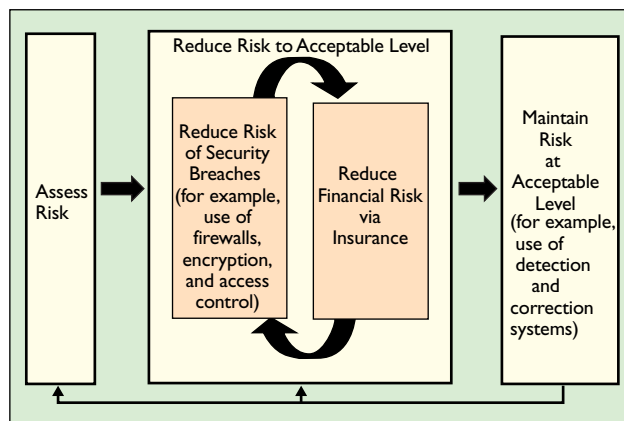 Assess
Risk
Reduce Risk to Acceptable Level
Reduce Risk
of Security
Breaches
(for example,
use of
firewalls,
encryption,
and access
control)
Reduce
Financial Risk
via
Insurance
Maintain
Risk
at
Acceptable
Level
(for example,
use of
detection
and
correction
systems)